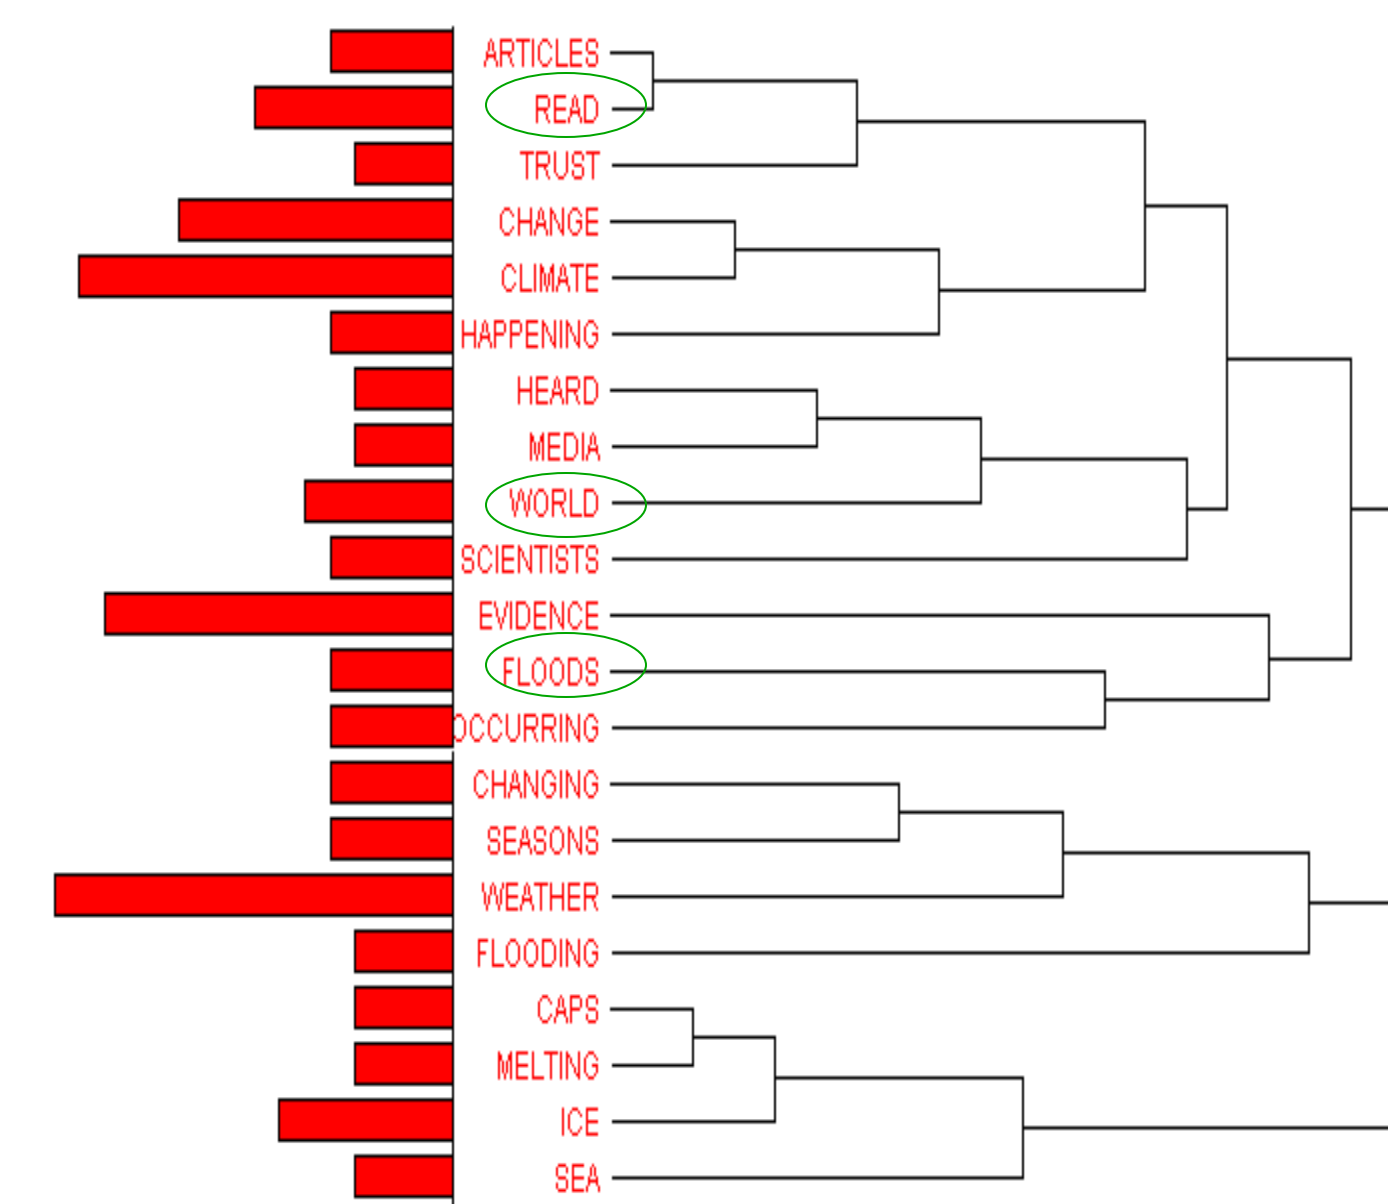 ARTICLES
READ
TRUST
CHANGE
CLIMATE
HAPPENING
HEARD
MEDIA
WORLD
SCIENTISTS
EVIDENCE
FLOODS
OCCURRING
CHANGING
SEASONS
WEATHER
FLOODING
CAPS
MELTING
ICE
SEA